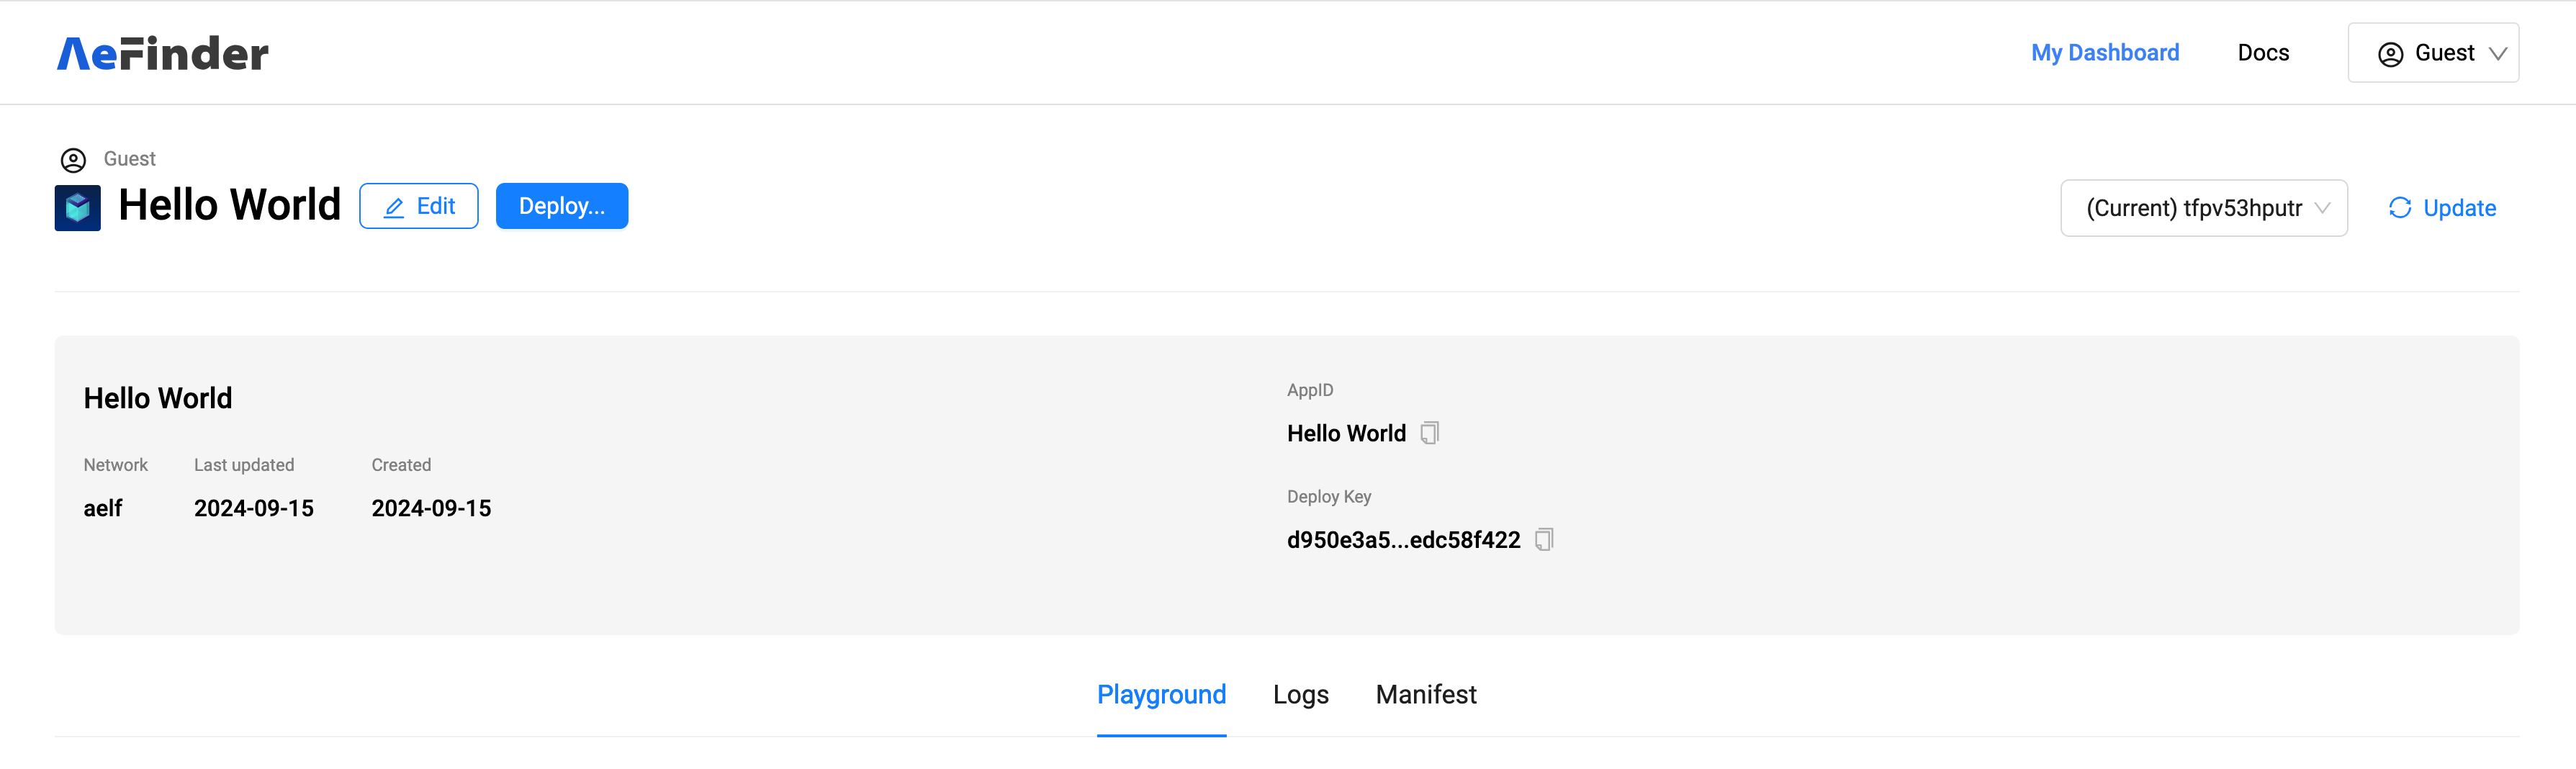 AeFinder
My Dashboard Docs Guest
Guest
Hello World Edit Deploy... (Current) tfpv53hputr Update
Hello World
Network Last updated Created
aelf 2024-09-15 2024-09-15
AppID
Hello World
Deploy Key
d950e3a5...edc58f422
Playground Logs Manifest